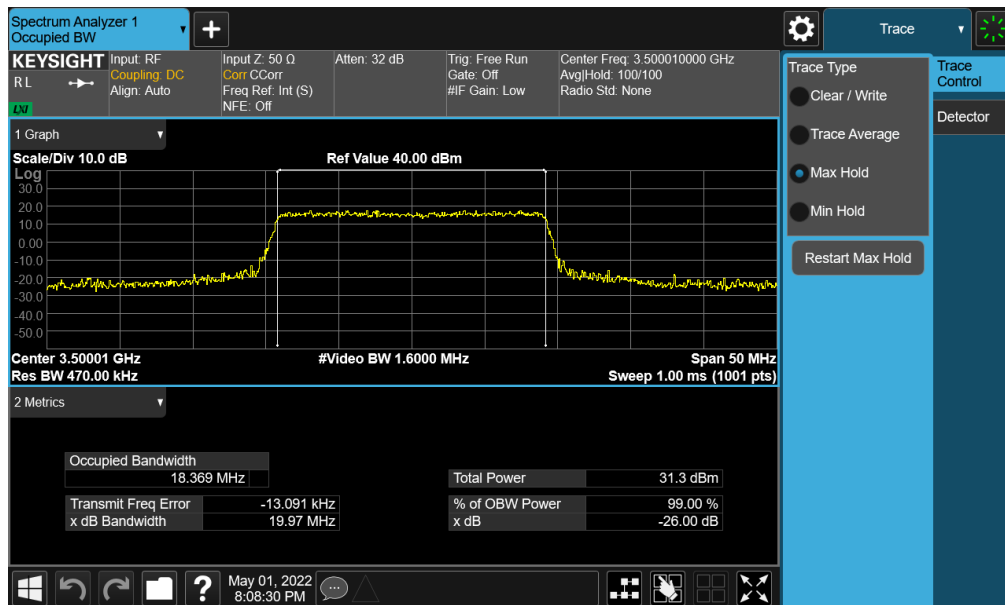 Spectrum Analyzer 1
Occupied BW
+
Trace
KEYSIGHT
RL
LXI
Input: RF
Coupling: DC
Align: Auto
Input Z: 50 Ω
Corr CCorr
Freq Ref: Int (S)
NFE: Off
Atten: 32 dB
Trig: Free Run
Gate: Off
#IF Gain: Low
Center Freq: 3.500010000 GHz
Avg|Hold: 100/100
Radio Std: None
Trace Type
Clear / Write
Trace Average
Max Hold
Min Hold
Restart Max Hold
Trace
Control
Detector
1 Graph
Scale/Div 10.0 dB
Ref Value 40.00 dBm
Log
30.0
20.0
10.0
0.00
-10.0
-20.0
-30.0
-40.0
-50.0
Center 3.50001 GHz
#Video BW 1.6000 MHz
Span 50 MHz
Res BW 470.00 kHz
Sweep 1.00 ms (1001 pts)
2 Metrics
Occupied Bandwidth
18.369 MHz
Total Power 31.3 dBm
Transmit Freq Error -13.091 kHz
% of OBW Power 99.00 %
x dB Bandwidth 19.97 MHz
x dB -26.00 dB
?
May 01, 2022
8:08:30 PM